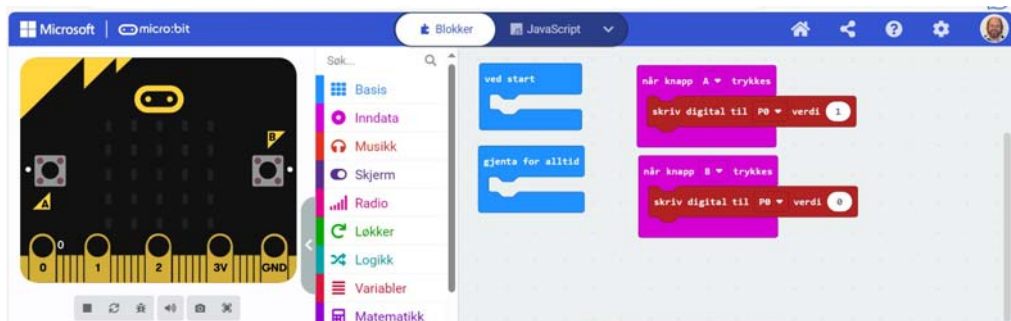 Microsoft
micro:bit
Blokker
JavaScript
B
A
0
0
1
2
3V
GND
Søk...
Basis
Inndata
Musikk
Skjerm
Radio
Løkker
Logikk
Variabler
Matematikk
ved start
gjenta for alltid
når knapp A trykkes
skriv digital til P0 verdi 1
når knapp B trykkes
skriv digital til P0 verdi 0